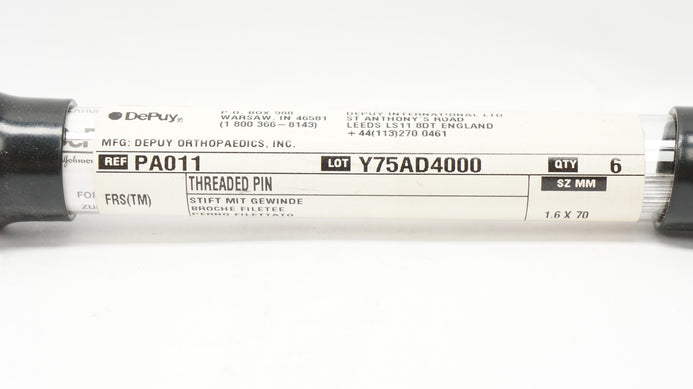 DePuy
P.O. BOX 988
WARSAW, IN 46581
(1 800 366-8143)
DEPUY INTERNATIONAL LTD
ST ANTHONY'S ROAD
LEEDS LS11 8DT ENGLAND
+44(113)270 0461
MFG: DEPUY ORTHOPAEDICS, INC.
REF PA011 LOT Y75AD4000 QTY 6
FRS(TM)
THREADED PIN
STIFT MIT GEWINDE
BROCHE FILETEE
PERNO FILETTATO
SZ MM
1.6 X 70